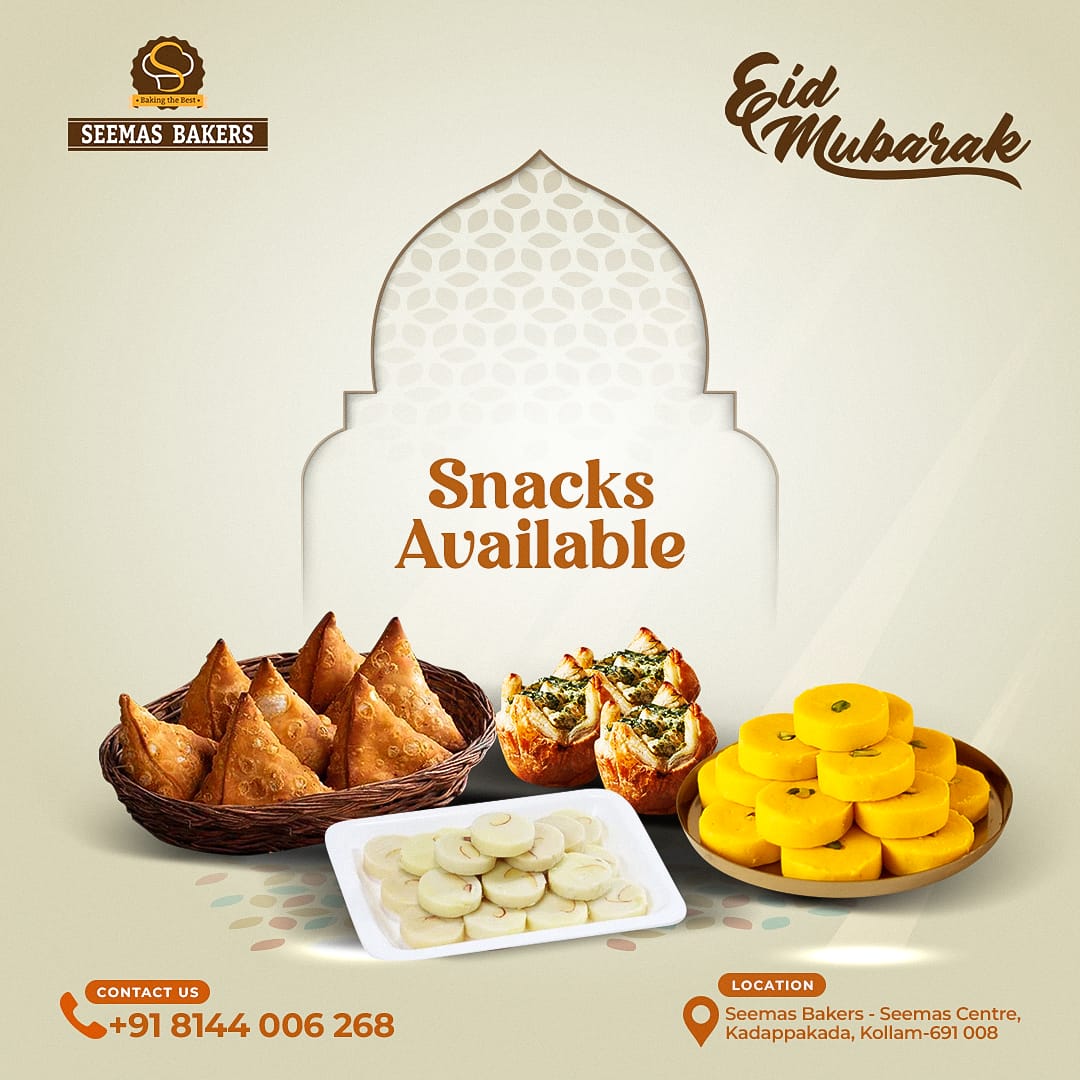 Baking the Best
SEEMAS BAKERS
Eid
Mubarak
Snacks
Available
CONTACT US
+91 8144 006 268
LOCATION
Seemas Bakers - Seemas Centre,
Kadappakada, Kollam-691 008